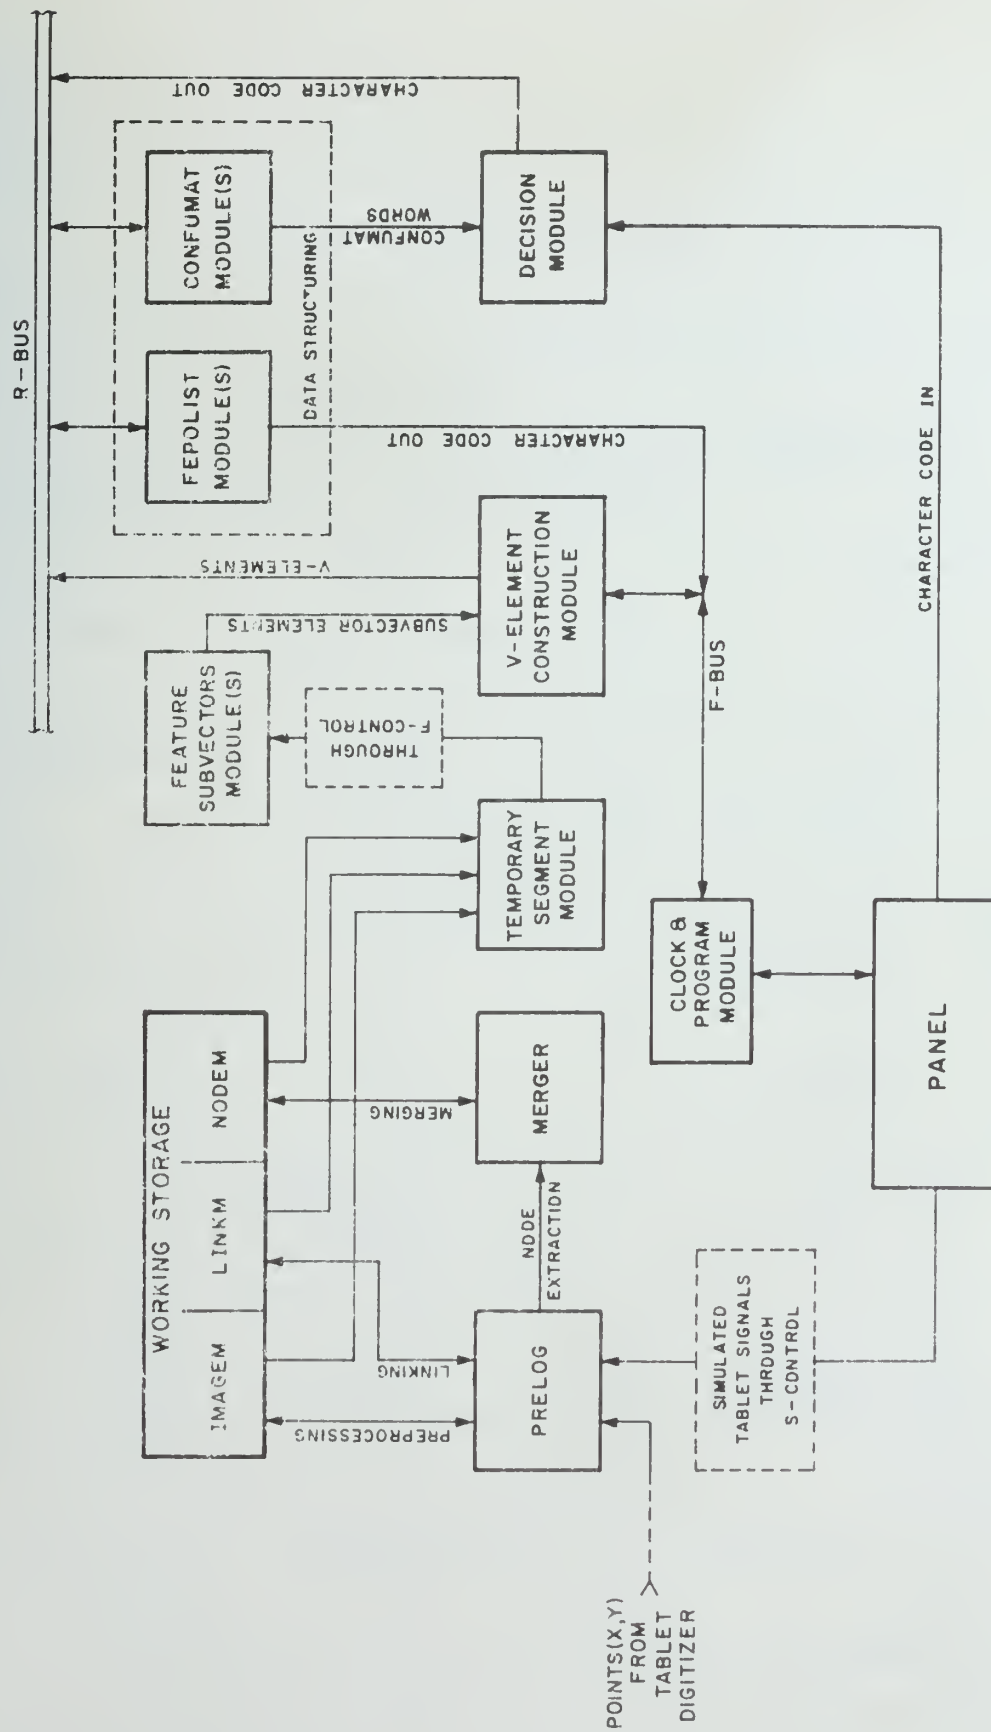 R-BUS
WORKING STORAGE
IMAGEM
LINKM
NODEM
FEATURE
SUBVECTORS
MODULE(S)
FEPOLIST
MODULE(S)
CONFUMAT
MODULE(S)
DATA STRUCTURING
PREPROCESSING
LINKING
MERGING
THROUGH
F-CONTROL
SUBVECTOR ELEMENTS
V-ELEMENTS
CHARACTER CODE OUT
CONFUMAT
WORDS
CHARACTER CODE OUT
PRELOG
NODE
EXTRACTION
MERGER
TEMPORARY
SEGMENT
MODULE
V-ELEMENT
CONSTRUCTION
MODULE
DECISION
MODULE
POINTS(X,Y)
FROM
TABLET
DIGITIZER
SIMULATED
TABLET SIGNALS
THROUGH
S-CONTROL
CLOCK &
PROGRAM
MODULE
F-BUS
PANEL
CHARACTER CODE IN